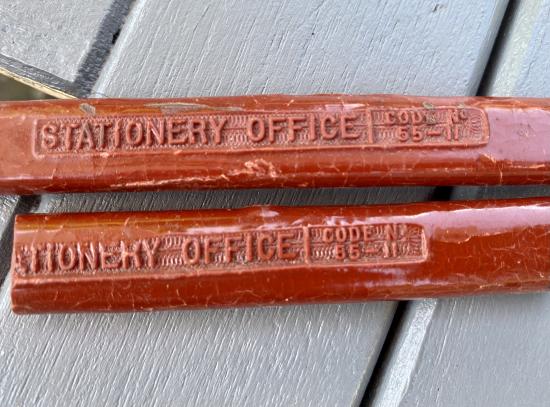 STATIONERY OFFICE CODE No
55-11
TIONERY OFFICE CODE No
55-11